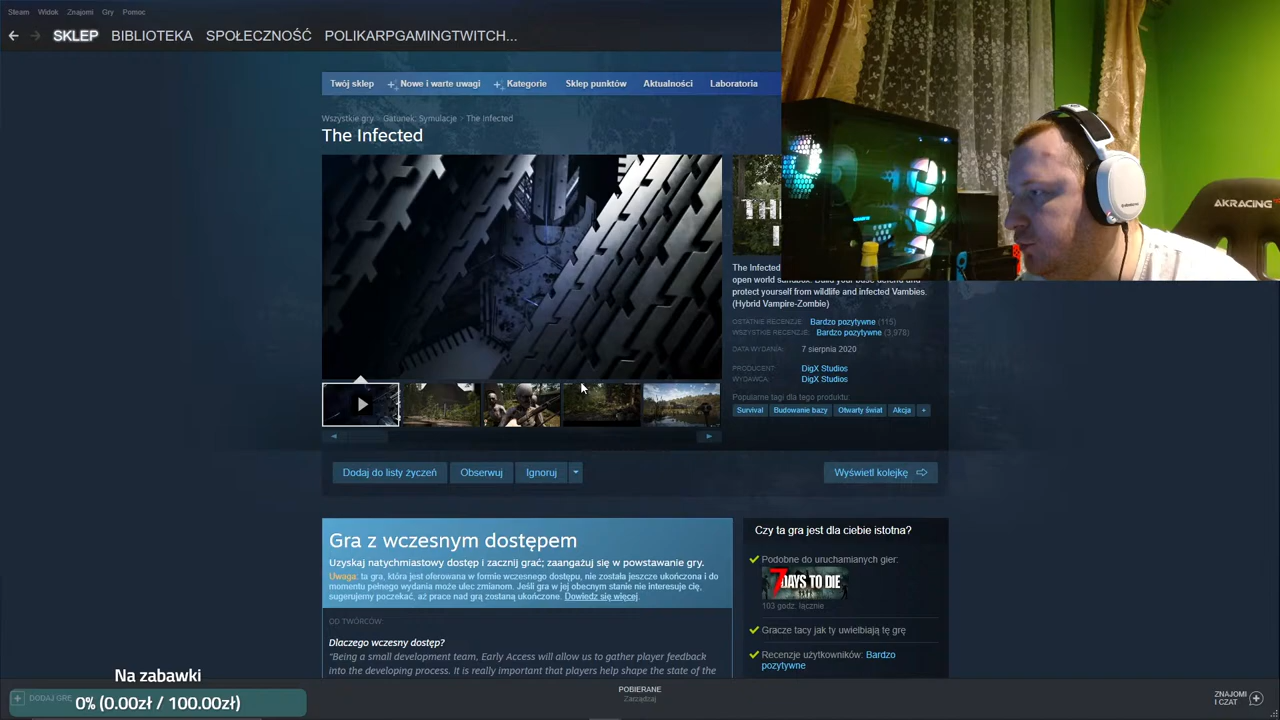 Steam Widok Znajomi Gry Pomoc
SKLEP BIBLIOTEKA SPOŁECZNOŚĆ POLIKARPGAMINGTWITCH...
Twój sklep Nowe i warte uwagi Kategorie Sklep punktów Aktualności Laboratoria
Wszystkie gry > Gatunek: Symulacje > The Infected
The Infected
The Infected
open world sandbox. Build your base defend and
protect yourself from wildlife and infected Vambies.
(Hybrid Vampire-Zombie)
OSTATNIE RECENZJE: Bardzo pozytywne (115)
WSZYSTKIE RECENZJE: Bardzo pozytywne (3,978)
DATA WYDANIA: 7 sierpnia 2020
PRODUCENT: DigX Studios
WYDAWCA: DigX Studios
Popularne tagi dla tego produktu:
Survival Budowanie bazy Otwarty świat Akcja +
Dodaj do listy życzeń Obserwuj Ignoruj Wyświetl kolejkę
Gra z wczesnym dostępem
Uzyskaj natychmiastowy dostęp i zacznij grać; zaangażuj się w powstawanie gry.
Uwaga: ta gra, która jest oferowana w formie wczesnego dostępu, nie została jeszcze ukończona i do
momentu pełnego wydania może ulec zmianom. Jeśli gra w jej obecnym stanie nie interesuje cię,
sugerujemy poczekać, aż prace nad grą zostaną ukończone. Dowiedz się więcej.
OD TWÓRCÓW:
Dlaczego wczesny dostęp?
"Being a small development team, Early Access will allow us to gather player feedback
into the developing process. It is really important that players help shape the state of the
Czy ta gra jest dla ciebie istotna?
Podobne do uruchamianych gier:
7 DAYS TO DIE
103 godz. łącznie
Gracze tacy jak ty uwielbiają tę grę
Recenzje użytkowników: Bardzo
pozytywne
AKRACING
Na zabawki
DODAJ GRĘ
0% (0.00zł / 100.00zł)
POBIERANE
Zarządzaj
ZNAJOMI
I CZAT